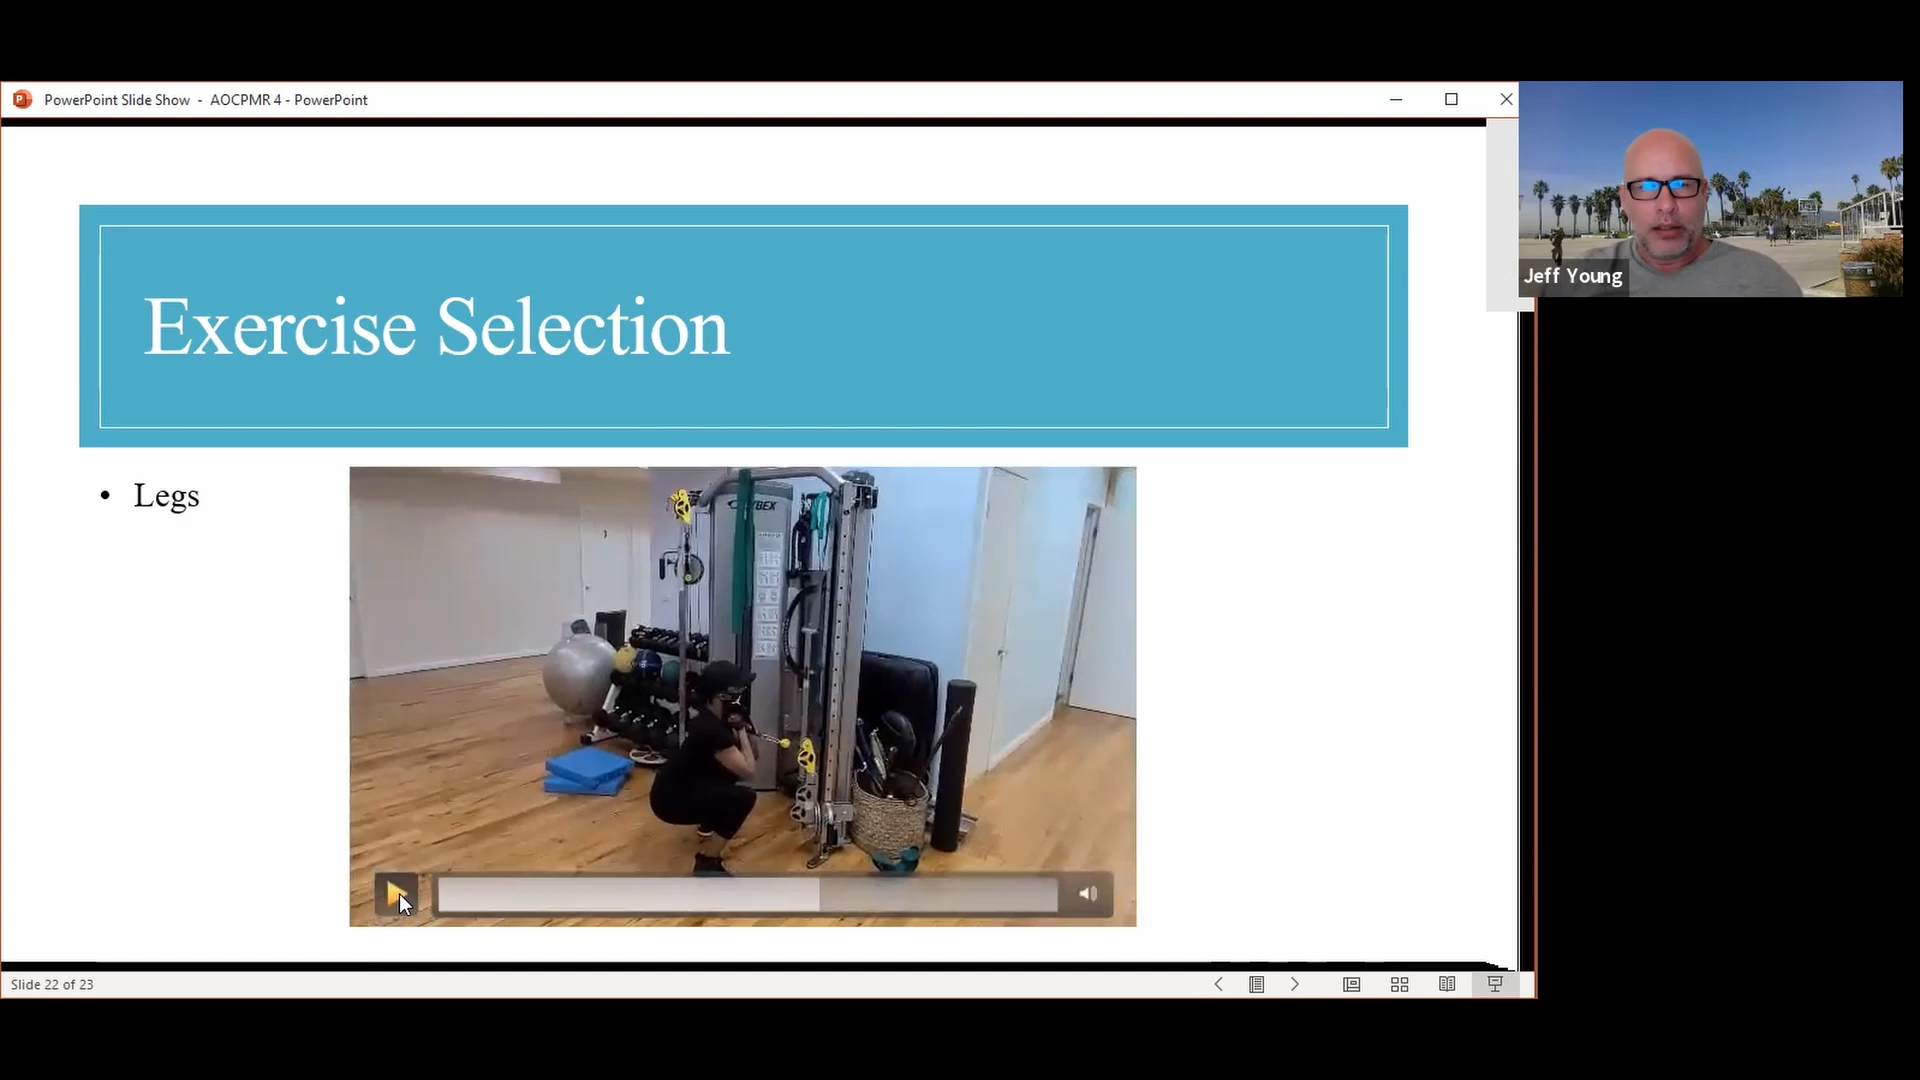 PowerPoint Slide Show - AOCPMR 4 - PowerPoint
Jeff Young
Exercise Selection
• Legs
Slide 22 of 23